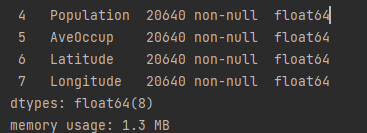 4   Population  20640 non-null  float64
5   AveOccup    20640 non-null  float64
6   Latitude    20640 non-null  float64
7   Longitude   20640 non-null  float64
dtypes: float64(8)
memory usage: 1.3 MB